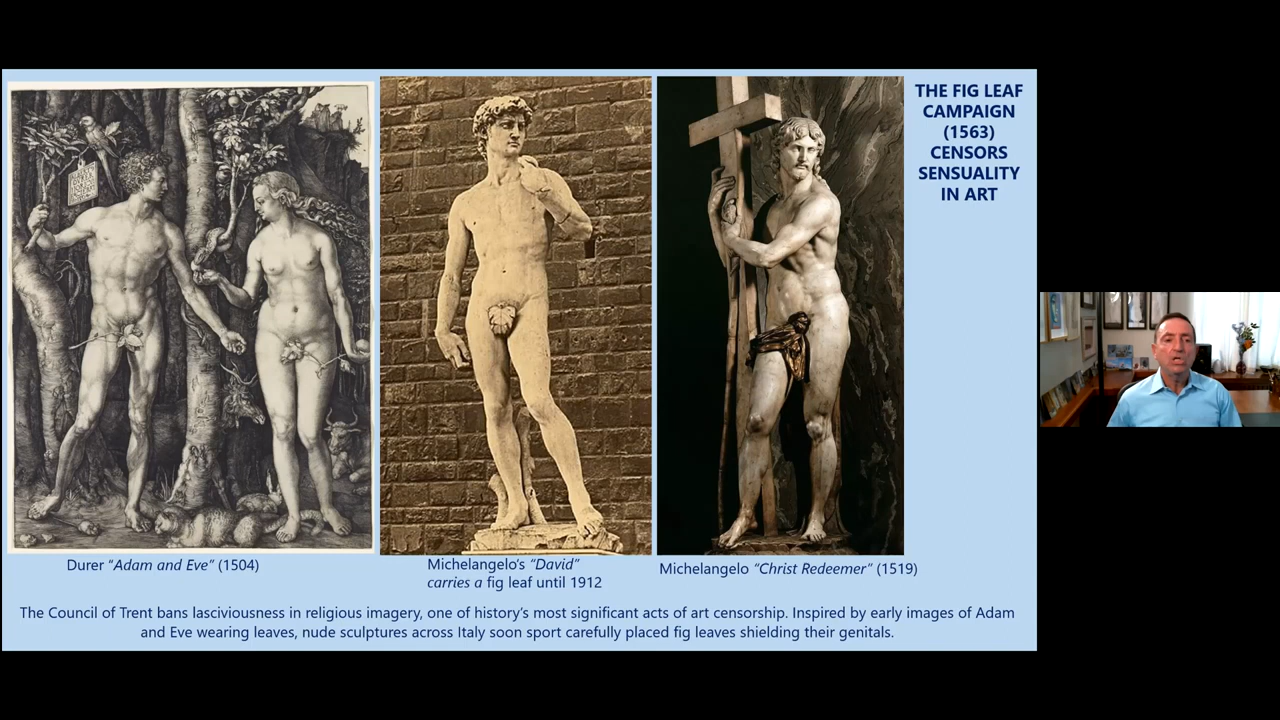 THE FIG LEAF
CAMPAIGN
(1563)
CENSORS
SENSUALITY
IN ART
Durer "Adam and Eve" (1504)
Michelangelo's "David"
carries a fig leaf until 1912
Michelangelo "Christ Redeemer" (1519)
The Council of Trent bans lasciviousness in religious imagery, one of history's most significant acts of art censorship. Inspired by early images of Adam
and Eve wearing leaves, nude sculptures across Italy soon sport carefully placed fig leaves shielding their genitals.